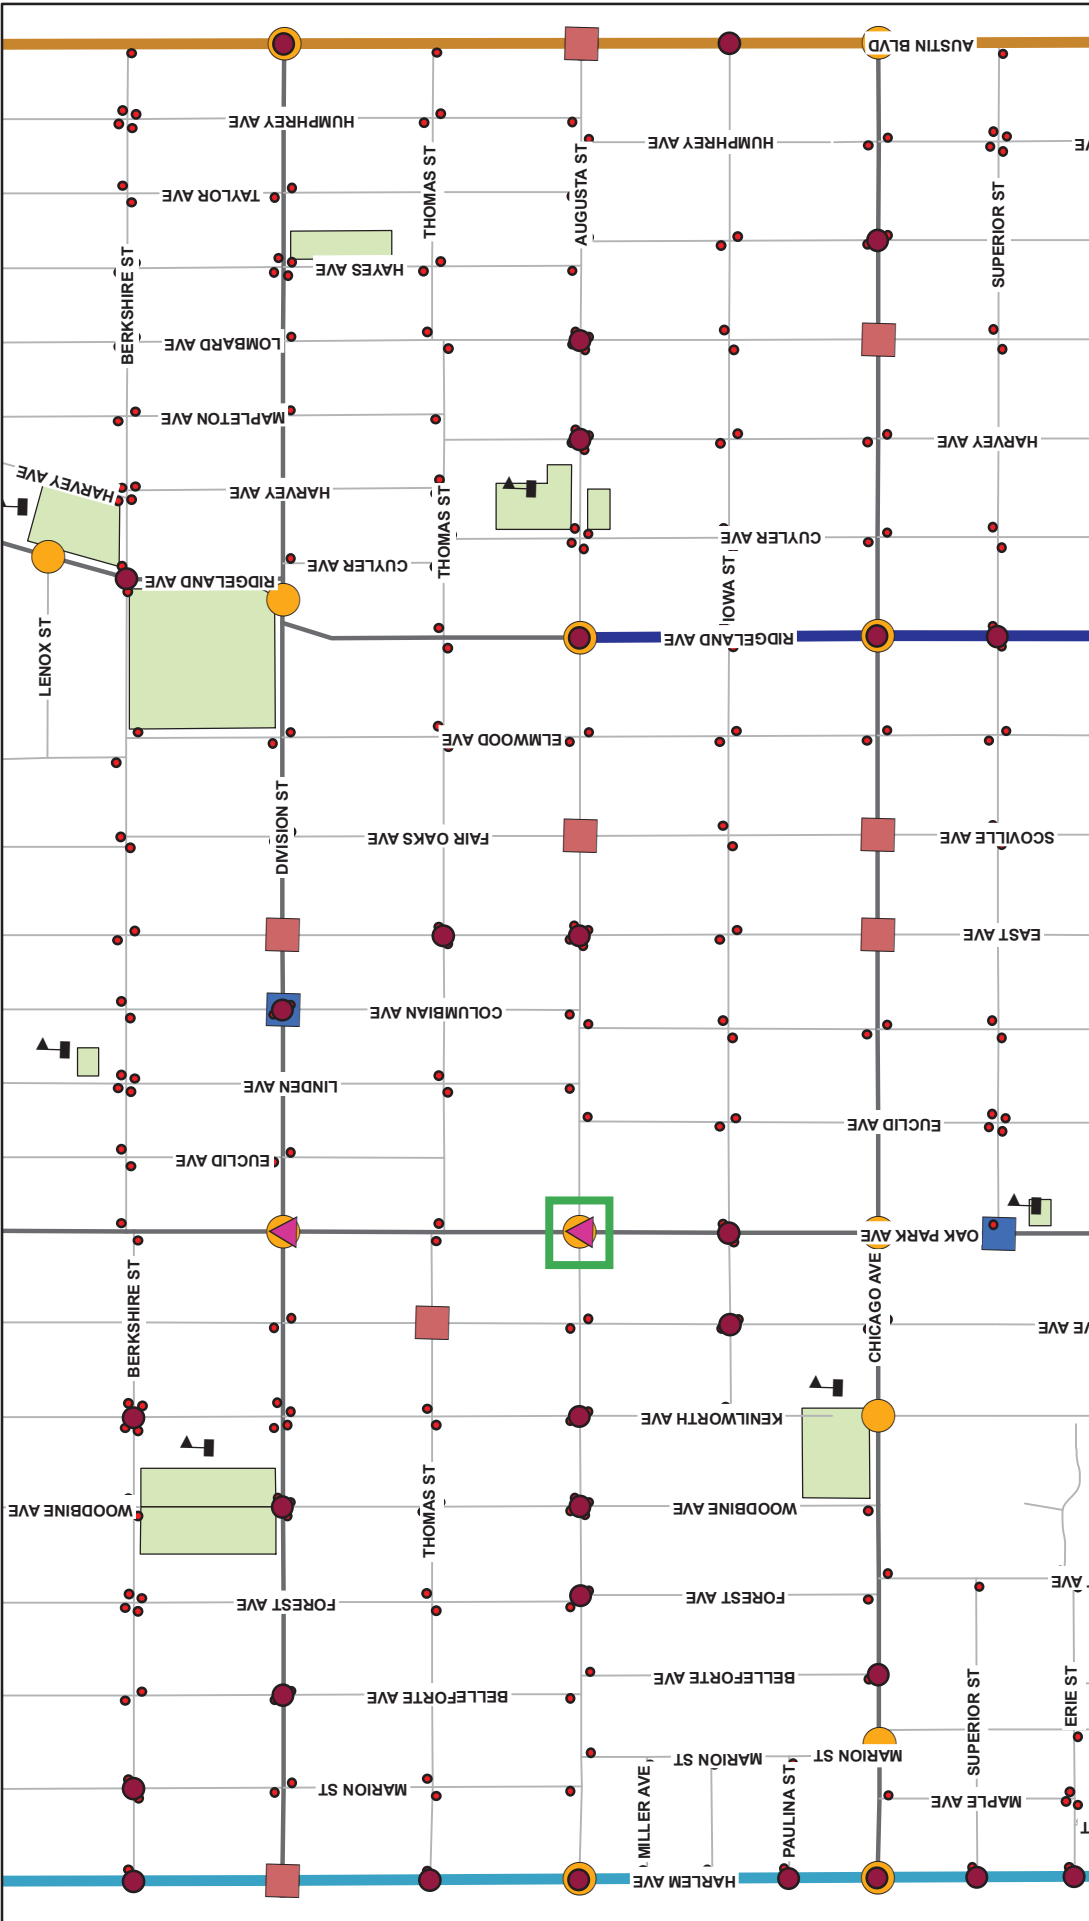 AUSTIN BLVD
HUMPHREY AVE
HUMPHREY AVE
THOMAS ST
AUGUSTA ST
TAYLOR AVE
SUPERIOR ST
BERKSHIRE ST
HAYES AVE
LOMBARD AVE
MAPLETON AVE
HARVEY AVE
HARVEY AVE
HARVEY AVE
THOMAS ST
CUYLER AVE
CUYLER AVE
IOWA ST
RIDGELAND AVE
RIDGELAND AVE
LENOX ST
ELMWOOD AVE
DIVISION ST
FAIR OAKS AVE
SCOVILLE AVE
EAST AVE
COLUMBIAN AVE
LINDEN AVE
EUCLID AVE
EUCLID AVE
OAK PARK AVE
BERKSHIRE ST
CHICAGO AVE
VE AVE
KENILWORTH AVE
WOODBINE AVE
THOMAS ST
WOODBINE AVE
AVE
FOREST AVE
FOREST AVE
BELLEFORTE AVE
BELLEFORTE AVE
SUPERIOR ST
ERIE ST
MARION ST
MARION ST
MARION ST
MILLER AVE
PAULINA ST
MAPLE AVE
HARLEM AVE